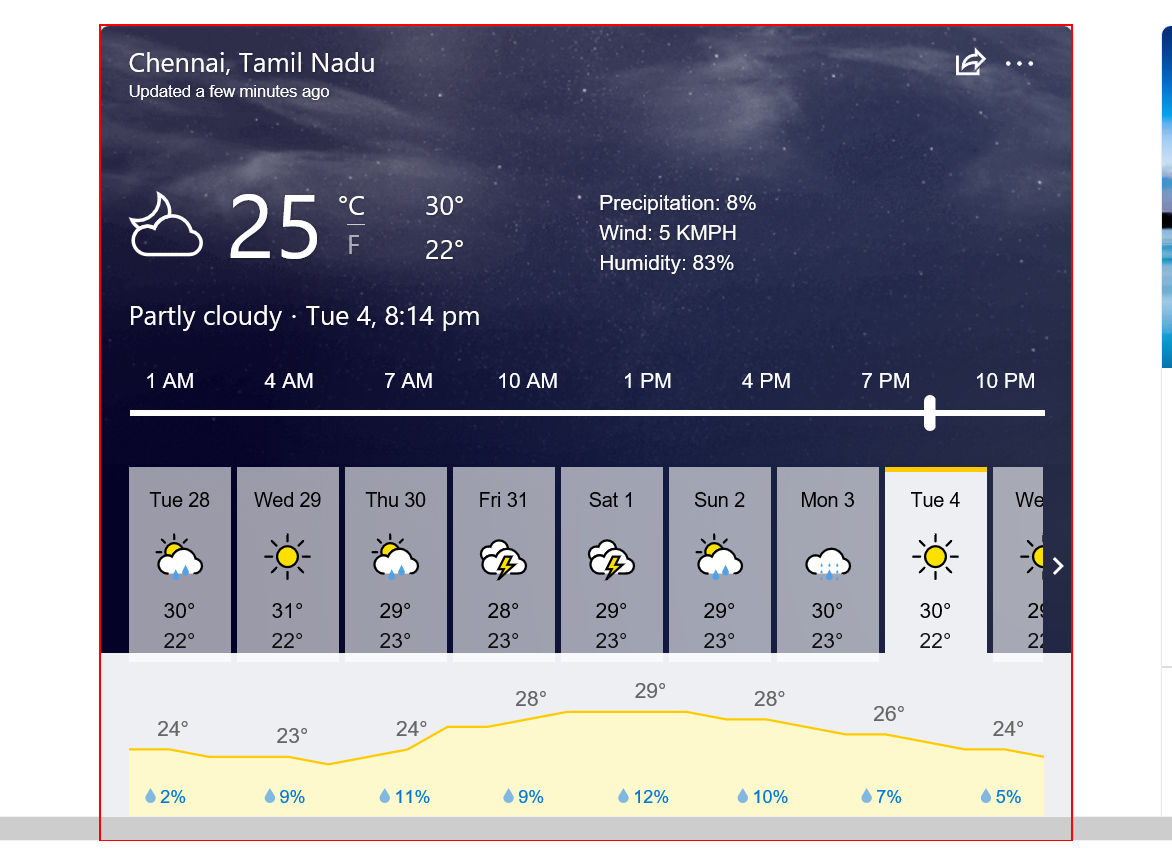 Chennai, Tamil Nadu
Updated a few minutes ago
25 °C 30°
F 22°
Precipitation: 8%
Wind: 5 KMPH
Humidity: 83%
Partly cloudy · Tue 4, 8:14 pm
1 AM 4 AM 7 AM 10 AM 1 PM 4 PM 7 PM 10 PM
Tue 28 Wed 29 Thu 30 Fri 31 Sat 1 Sun 2 Mon 3 Tue 4 We
30° 31° 29° 28° 29° 29° 30° 30° 29
22° 22° 23° 23° 23° 23° 23° 22° 22
24° 23° 24° 28° 29° 28° 26° 24°
2% 9% 11% 9% 12% 10% 7% 5%